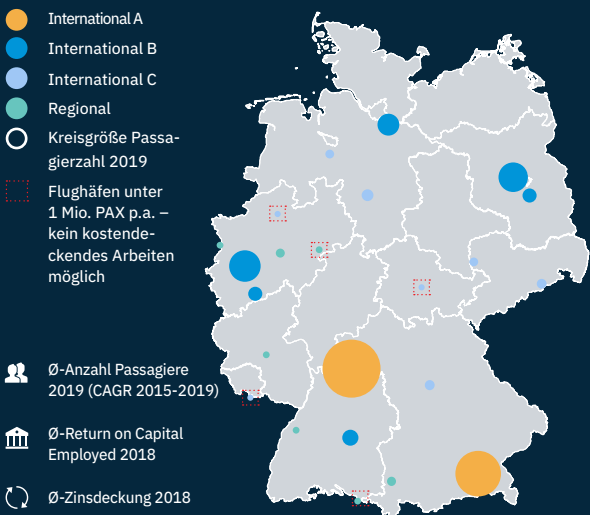 International A
International B
International C
Regional
Kreisgröße Passa-
gierzahl 2019
Flughäfen unter
1 Mio. PAX p.a. –
kein kostende-
ckendes Arbeiten
möglich
Ø-Anzahl Passagiere
2019 (CAGR 2015-2019)
Ø-Return on Capital
Employed 2018
Ø-Zinsdeckung 2018